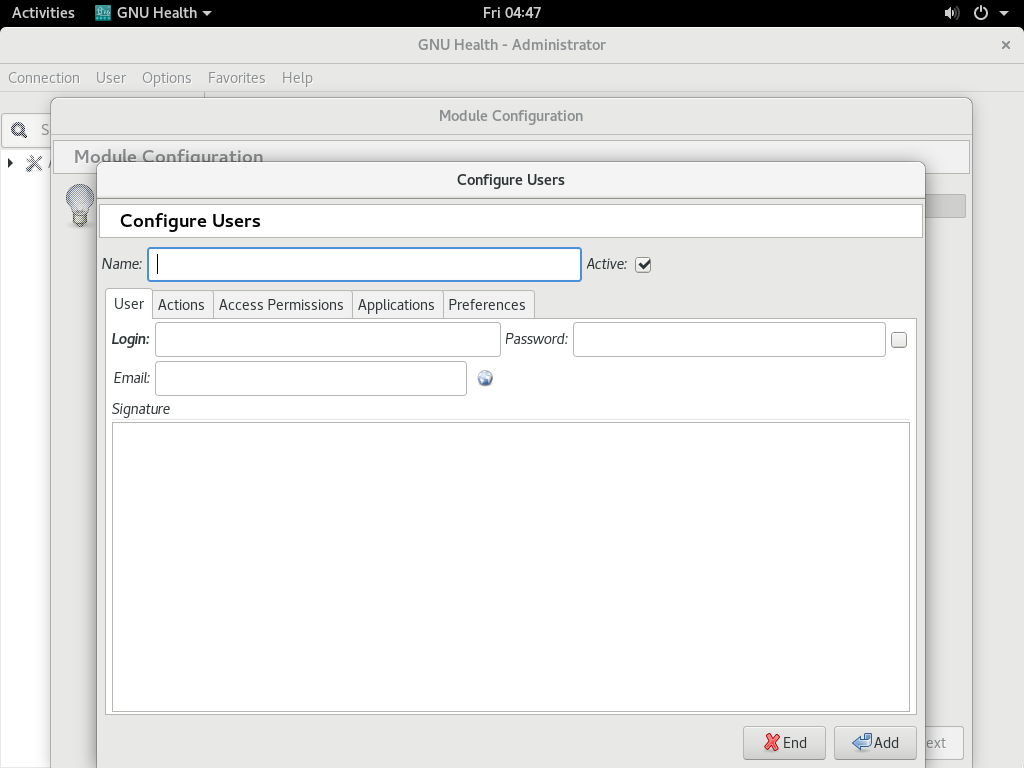 Activities GNU Health Fri 04:47
GNU Health - Administrator
Connection User Options Favorites Help
Module Configuration
Module Configuration
Configure Users
Configure Users
Name: Active:
User Actions Access Permissions Applications Preferences
Login: Password:
Email:
Signature
End Add